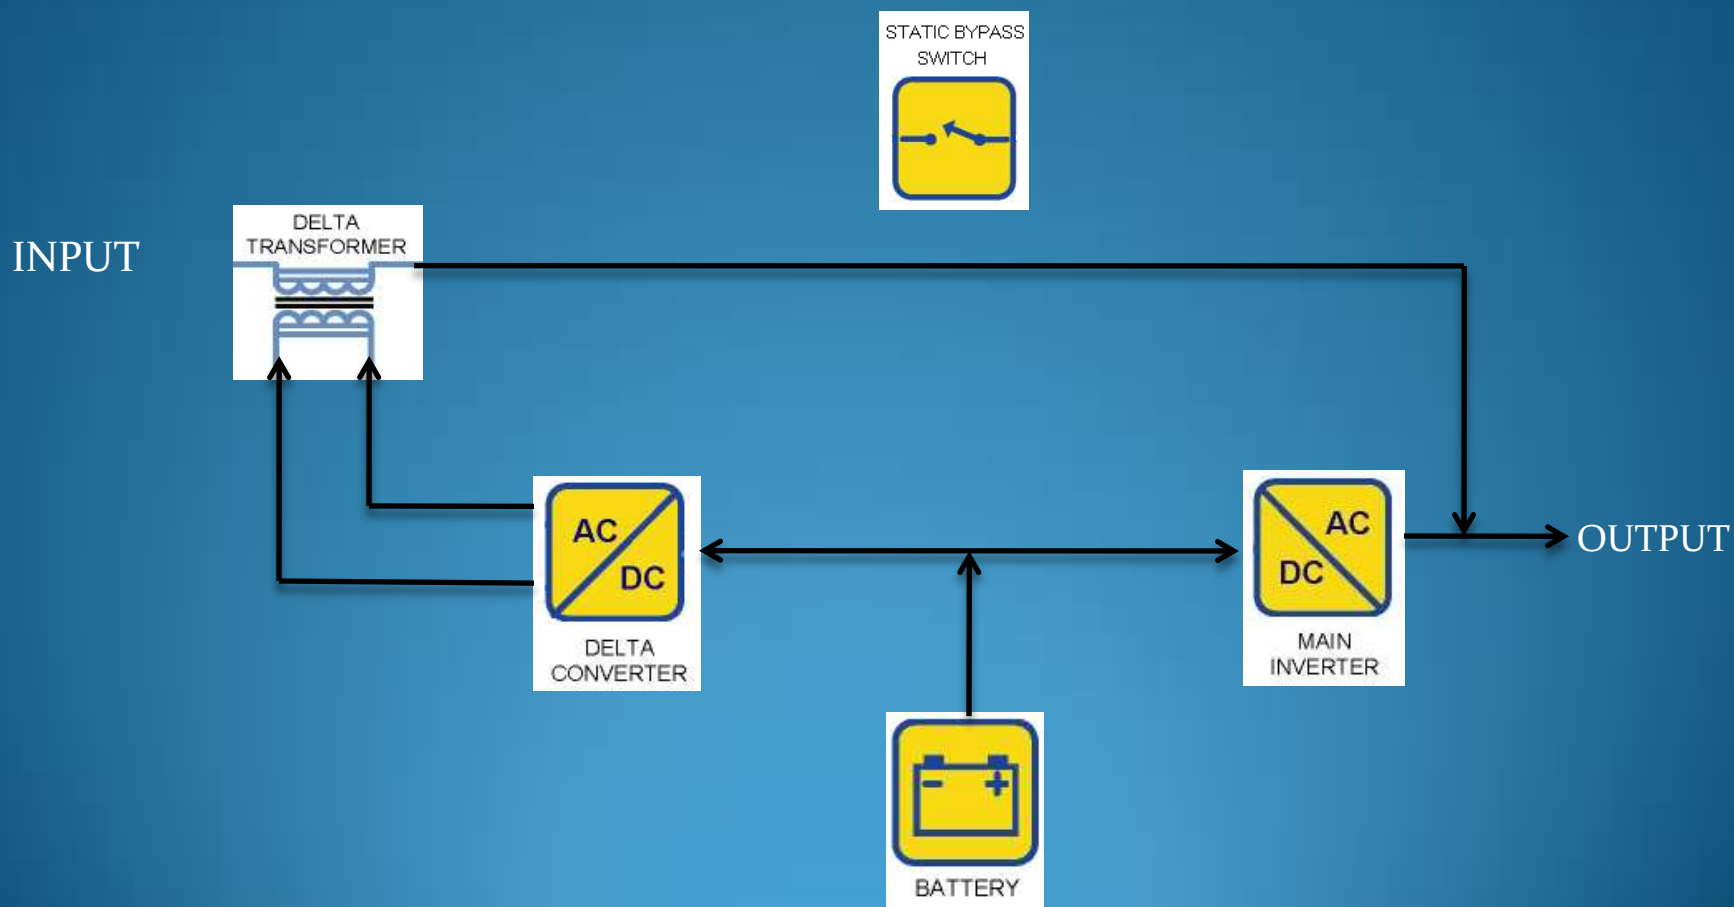 STATIC BYPASS
SWITCH
DELTA
TRANSFORMER
INPUT
AC
DC
DELTA
CONVERTER
AC
DC
MAIN
INVERTER
OUTPUT
- +
BATTERY